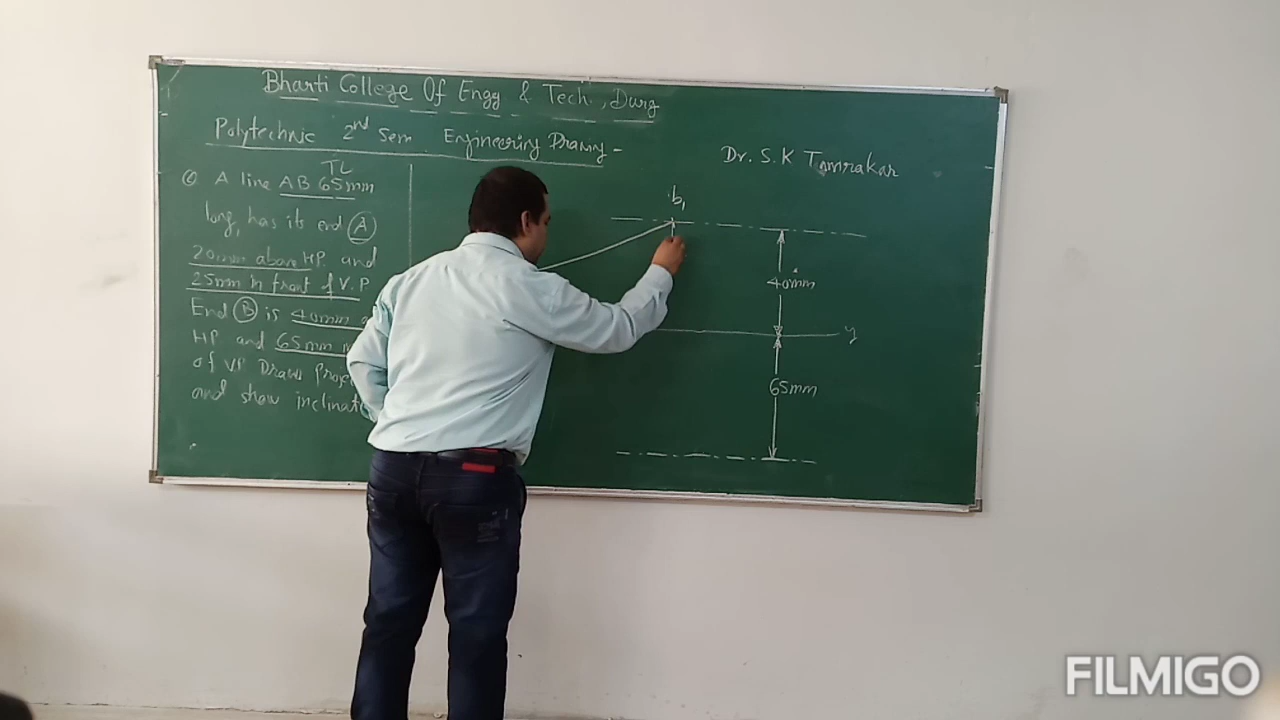 Bharti College Of Engg & Tech., Durg
Polytechnic 2nd Sem Engineering Drawing -
Dr. S. K Tamrakar
TL
Q A line AB 65mm
long, has its end A
20mm above HP and
25mm in front of V.P
End B is 40mm
HP and 65mm
of VP Draw
and show
b1
40mm
y
65mm
FILMIGO